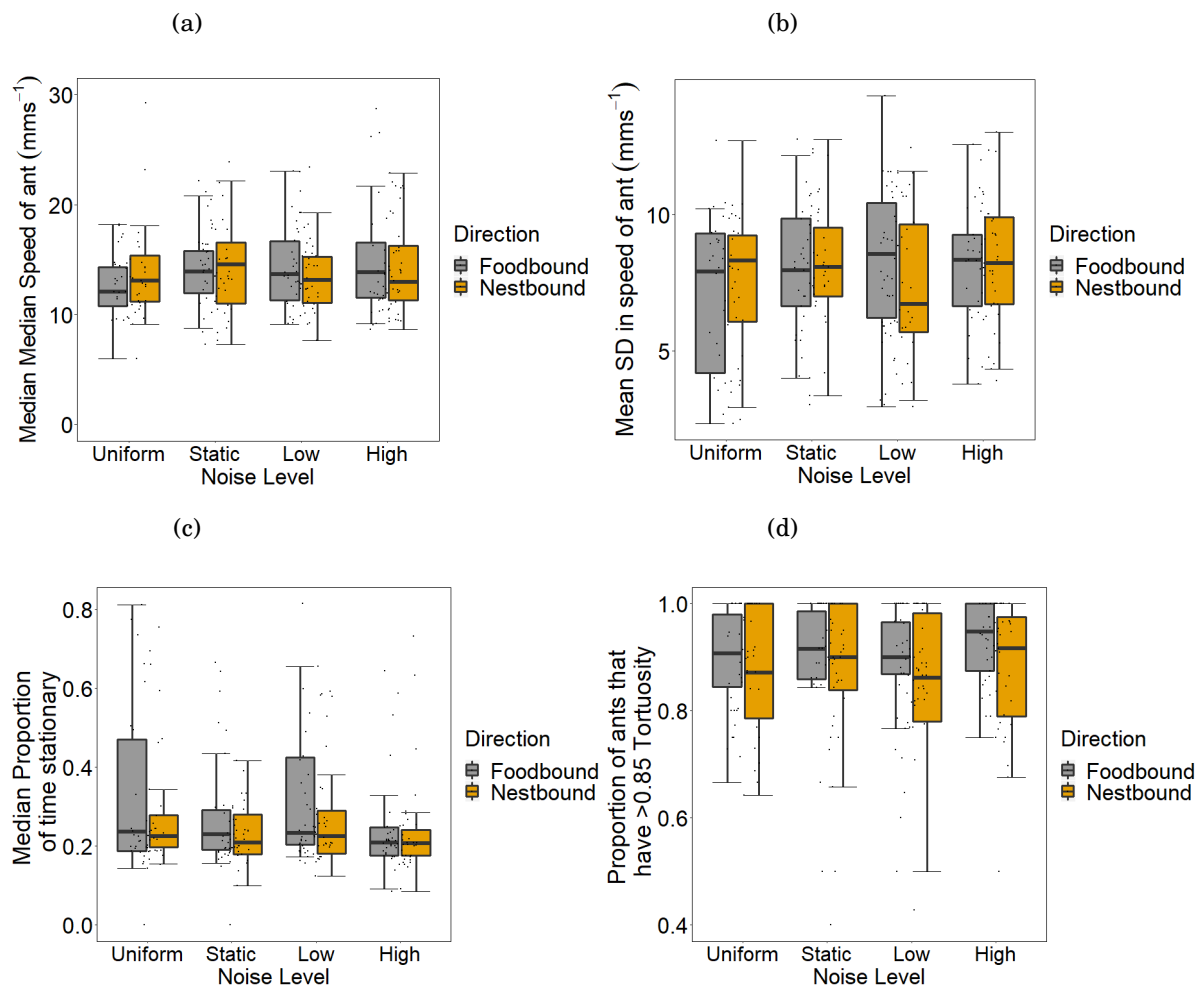 (a)
Median Median Speed of ant (mms⁻¹)
30
20
10
0
Uniform Static Low High
Noise Level
Direction
Foodbound
Nestbound
(b)
Mean SD in speed of ant (mms⁻¹)
10
5
Uniform Static Low High
Noise Level
Direction
Foodbound
Nestbound
(c)
Median Proportion
of time stationary
0.8
0.6
0.4
0.2
0.0
Uniform Static Low High
Noise Level
Direction
Foodbound
Nestbound
(d)
Proportion of ants that
have >0.85 Tortuosity
1.0
0.8
0.6
0.4
Uniform Static Low High
Noise Level
Direction
Foodbound
Nestbound